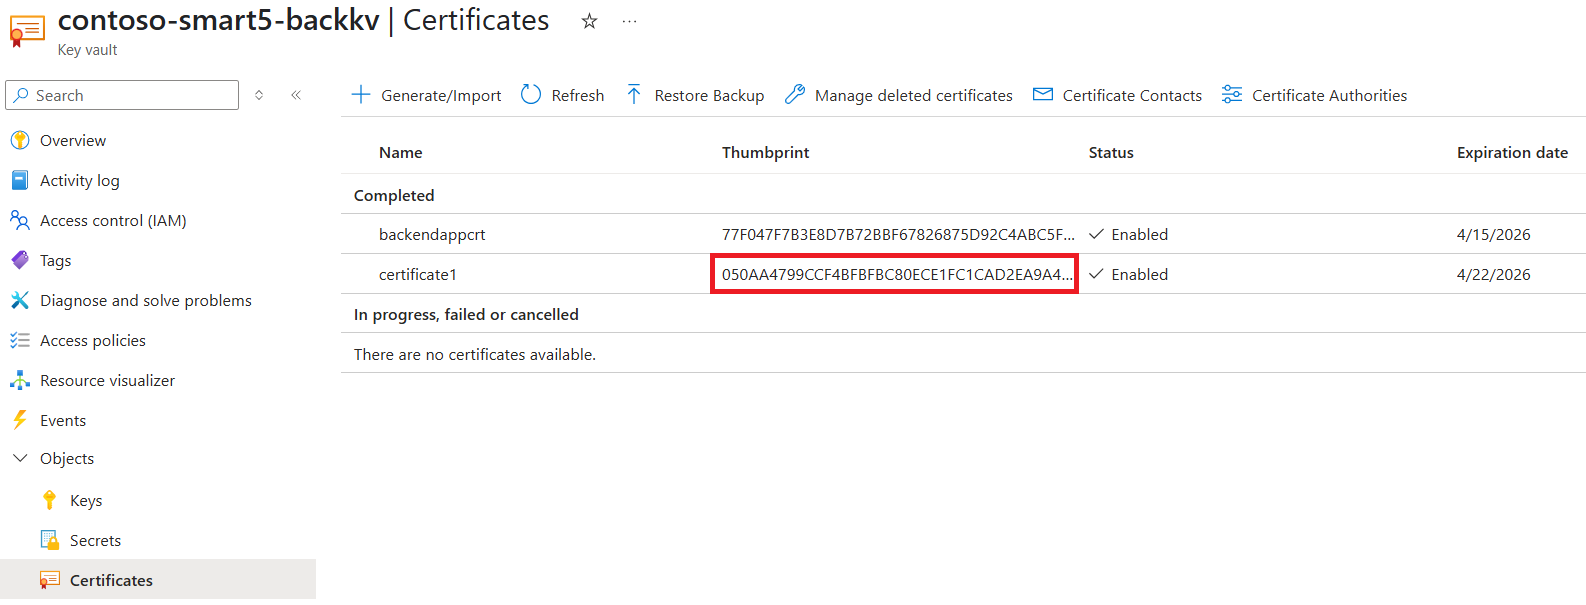 contoso-smart5-backkv | Certificates
Key vault
Search
Overview
Activity log
Access control (IAM)
Tags
Diagnose and solve problems
Access policies
Resource visualizer
Events
Objects
Keys
Secrets
Certificates
Generate/Import Refresh Restore Backup Manage deleted certificates Certificate Contacts Certificate Authorities
Name Thumbprint Status Expiration date
Completed
backendappcrt 77F047F7B3E8D7B72BBF67826875D92C4ABC5F... Enabled 4/15/2026
certificate1 050AA4799CCF4BFBFBC80ECE1FC1CAD2EA9A4... Enabled 4/22/2026
In progress, failed or cancelled
There are no certificates available.